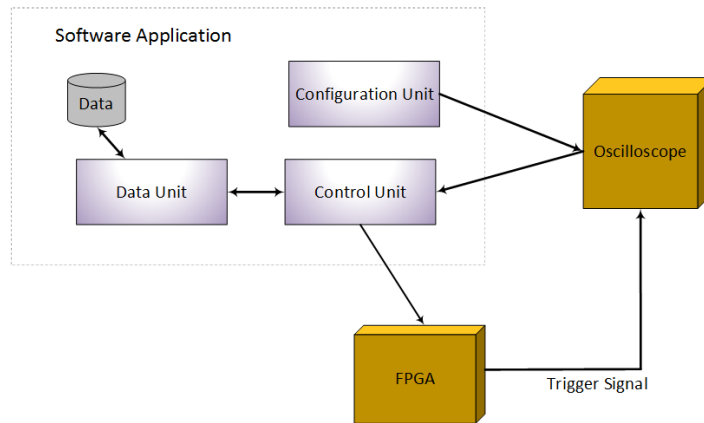 Software Application
Configuration Unit
Data
Oscilloscope
Data Unit
Control Unit
FPGA
Trigger Signal